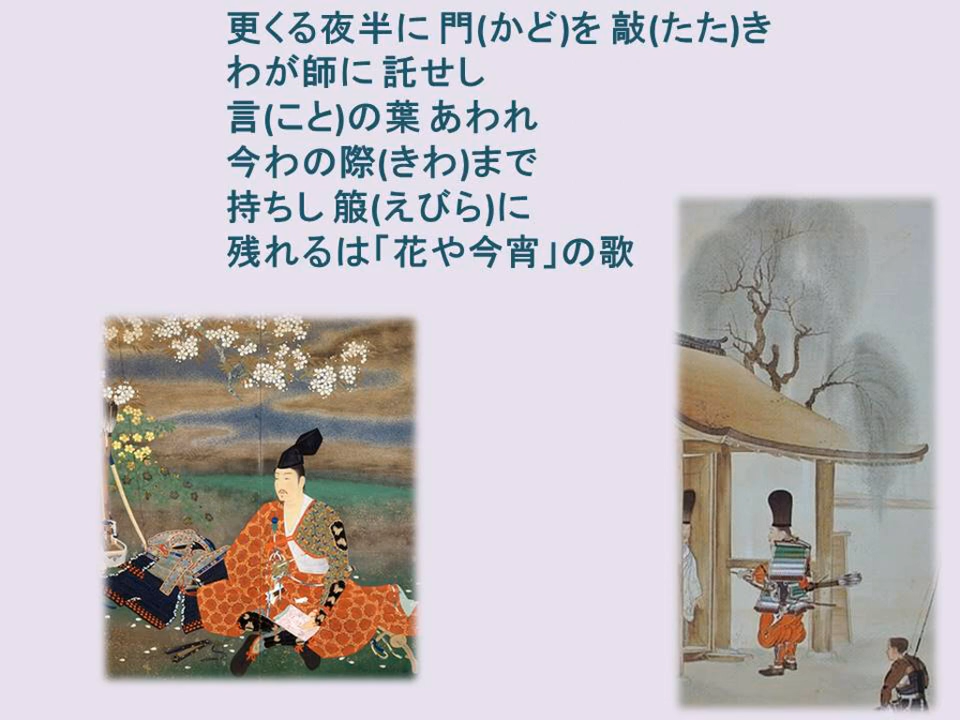 更くる夜半に 門(かど)を 敲(たた)き
わが師に 託せし
言(こと)の葉 あわれ
今わの際(きわ)まで
持ちし 箙(えびら)に
残れるは「花や今宵」の歌